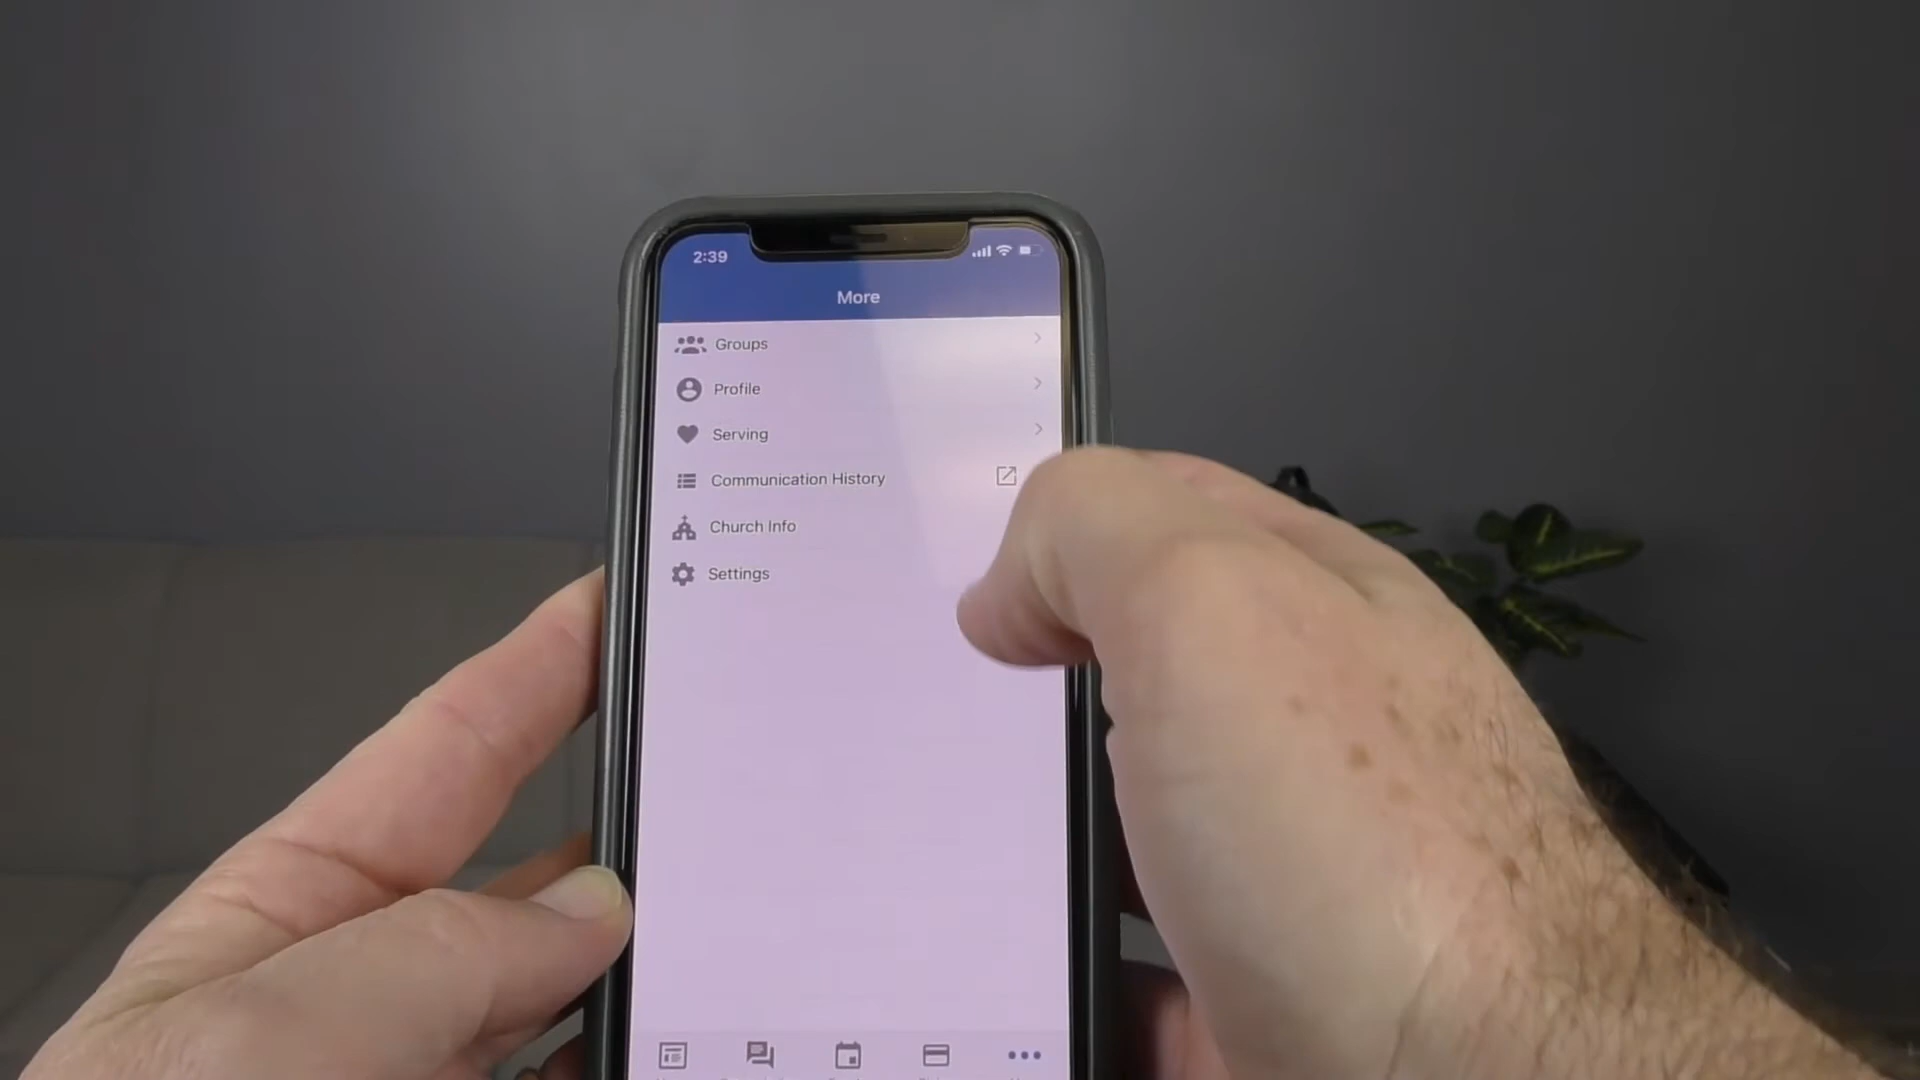 2:39
More
Groups
Profile
Serving
Communication History
Church Info
Settings